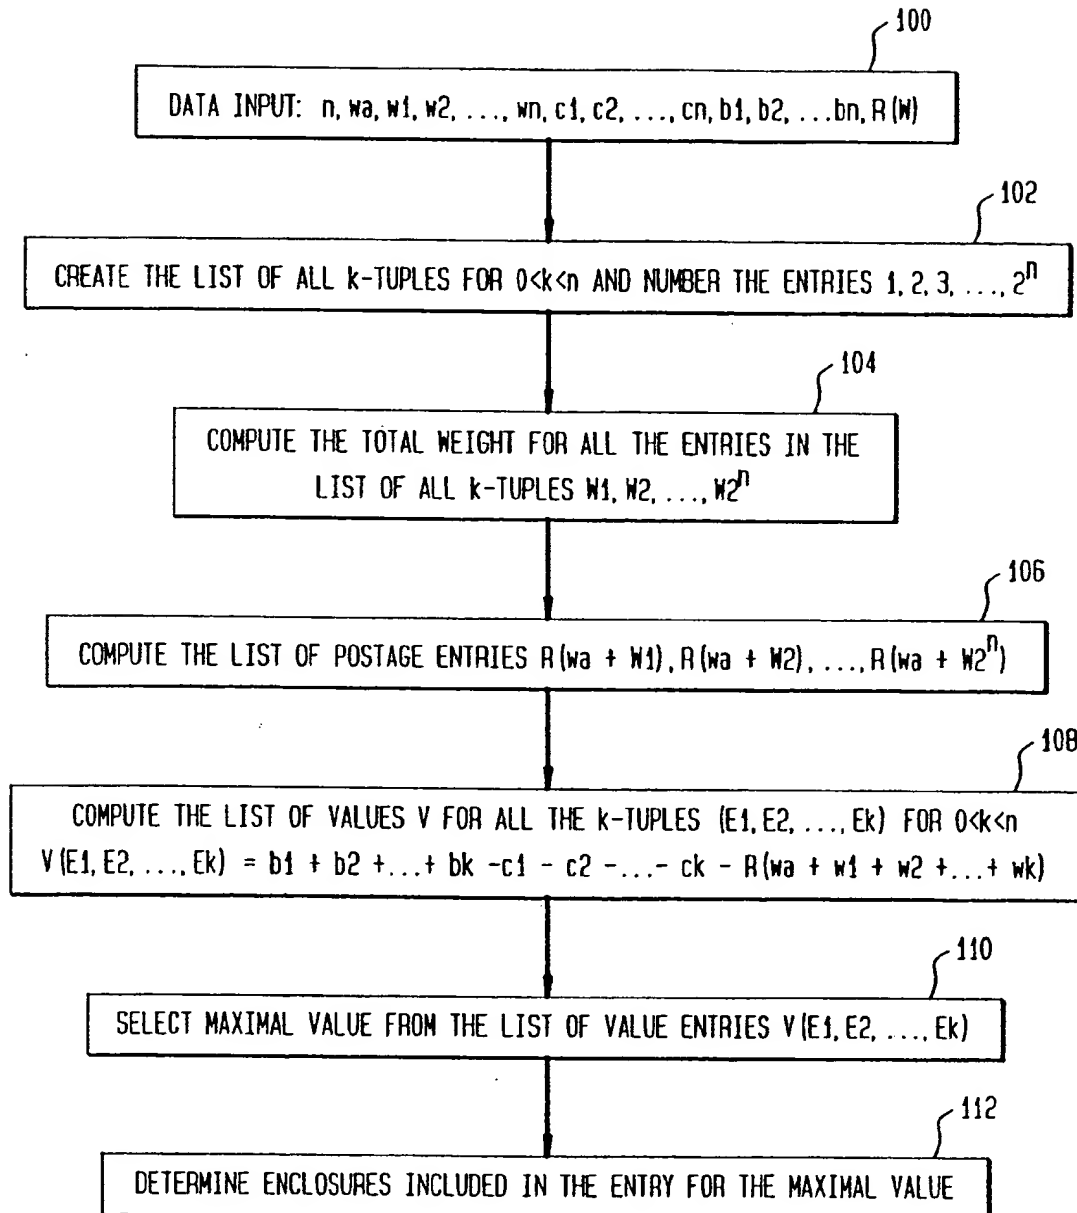 100
DATA INPUT: n, wa, w1, w2, ..., wn, c1, c2, ..., cn, b1, b2, ...bn, R(W)
102
CREATE THE LIST OF ALL k-TUPLES FOR 0<k<n AND NUMBER THE ENTRIES 1, 2, 3, ..., 2^n
104
COMPUTE THE TOTAL WEIGHT FOR ALL THE ENTRIES IN THE
LIST OF ALL k-TUPLES W1, W2, ..., W2^n
106
COMPUTE THE LIST OF POSTAGE ENTRIES R(wa + W1), R(wa + W2), ..., R(wa + W2^n)
108
COMPUTE THE LIST OF VALUES V FOR ALL THE k-TUPLES (E1, E2, ..., Ek) FOR 0<k<n
V(E1, E2, ..., Ek) = b1 + b2 +...+ bk -c1 - c2 -...- ck - R(wa + w1 + w2 +...+ wk)
110
SELECT MAXIMAL VALUE FROM THE LIST OF VALUE ENTRIES V(E1, E2, ..., Ek)
112
DETERMINE ENCLOSURES INCLUDED IN THE ENTRY FOR THE MAXIMAL VALUE